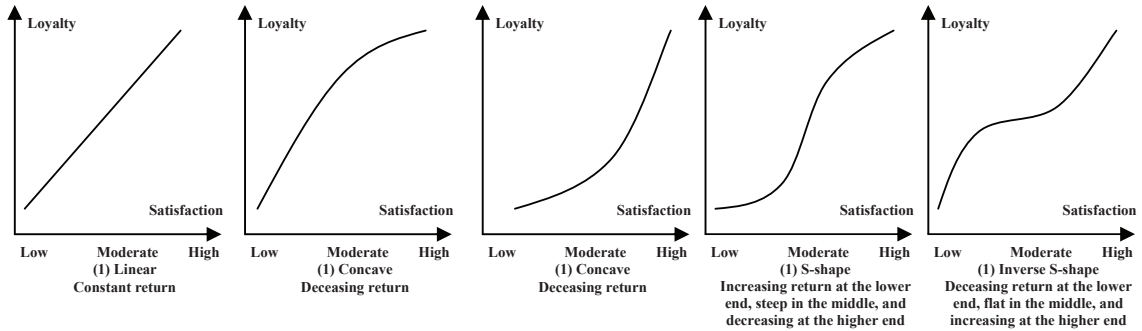 Loyalty
Satisfaction
Low Moderate High
(1) Linear
Constant return
Loyalty
Satisfaction
Low Moderate High
(1) Concave
Deceasing return
Loyalty
Satisfaction
Low Moderate High
(1) Concave
Deceasing return
Loyalty
Satisfaction
Low Moderate High
(1) S-shape
Increasing return at the lower
end, steep in the middle, and
decreasing at the higher end
Loyalty
Satisfaction
Low Moderate High
(1) Inverse S-shape
Deceasing return at the lower
end, flat in the middle, and
increasing at the higher end